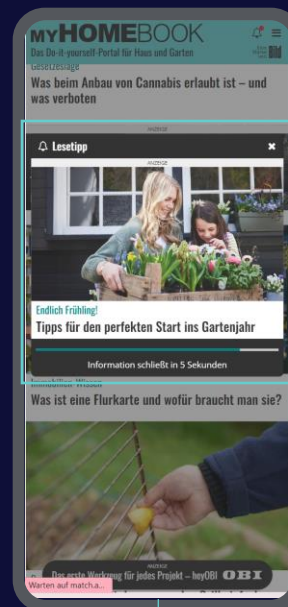 MYHOMEBOOK
Das Do-it-yourself-Portal für Haus und Garten
Gesetzeslage
Was beim Anbau von Cannabis erlaubt ist – und
was verboten
ANZEIGE
Lesetipp
ANZEIGE
Endlich Frühling!
Tipps für den perfekten Start ins Gartenjahr
Information schließt in 5 Sekunden
Immobilien-Wissen
Was ist eine Flurkarte und wofür braucht man sie?
ANZEIGE
Das erste Werkzeug für jedes Projekt – heyOBI OBI
Warten auf match.a...